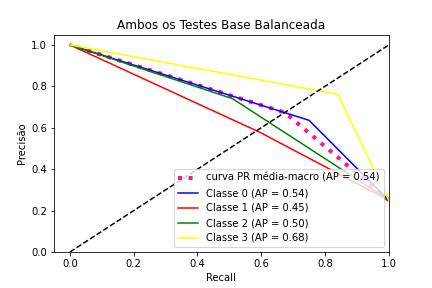 Ambos os Testes Base Balanceada
1.0
0.8
0.6
0.4
0.2
0.0
Precisão
curva PR média-macro (AP = 0.54)
Classe 0 (AP = 0.54)
Classe 1 (AP = 0.45)
Classe 2 (AP = 0.50)
Classe 3 (AP = 0.68)
0.0 0.2 0.4 0.6 0.8 1.0
Recall